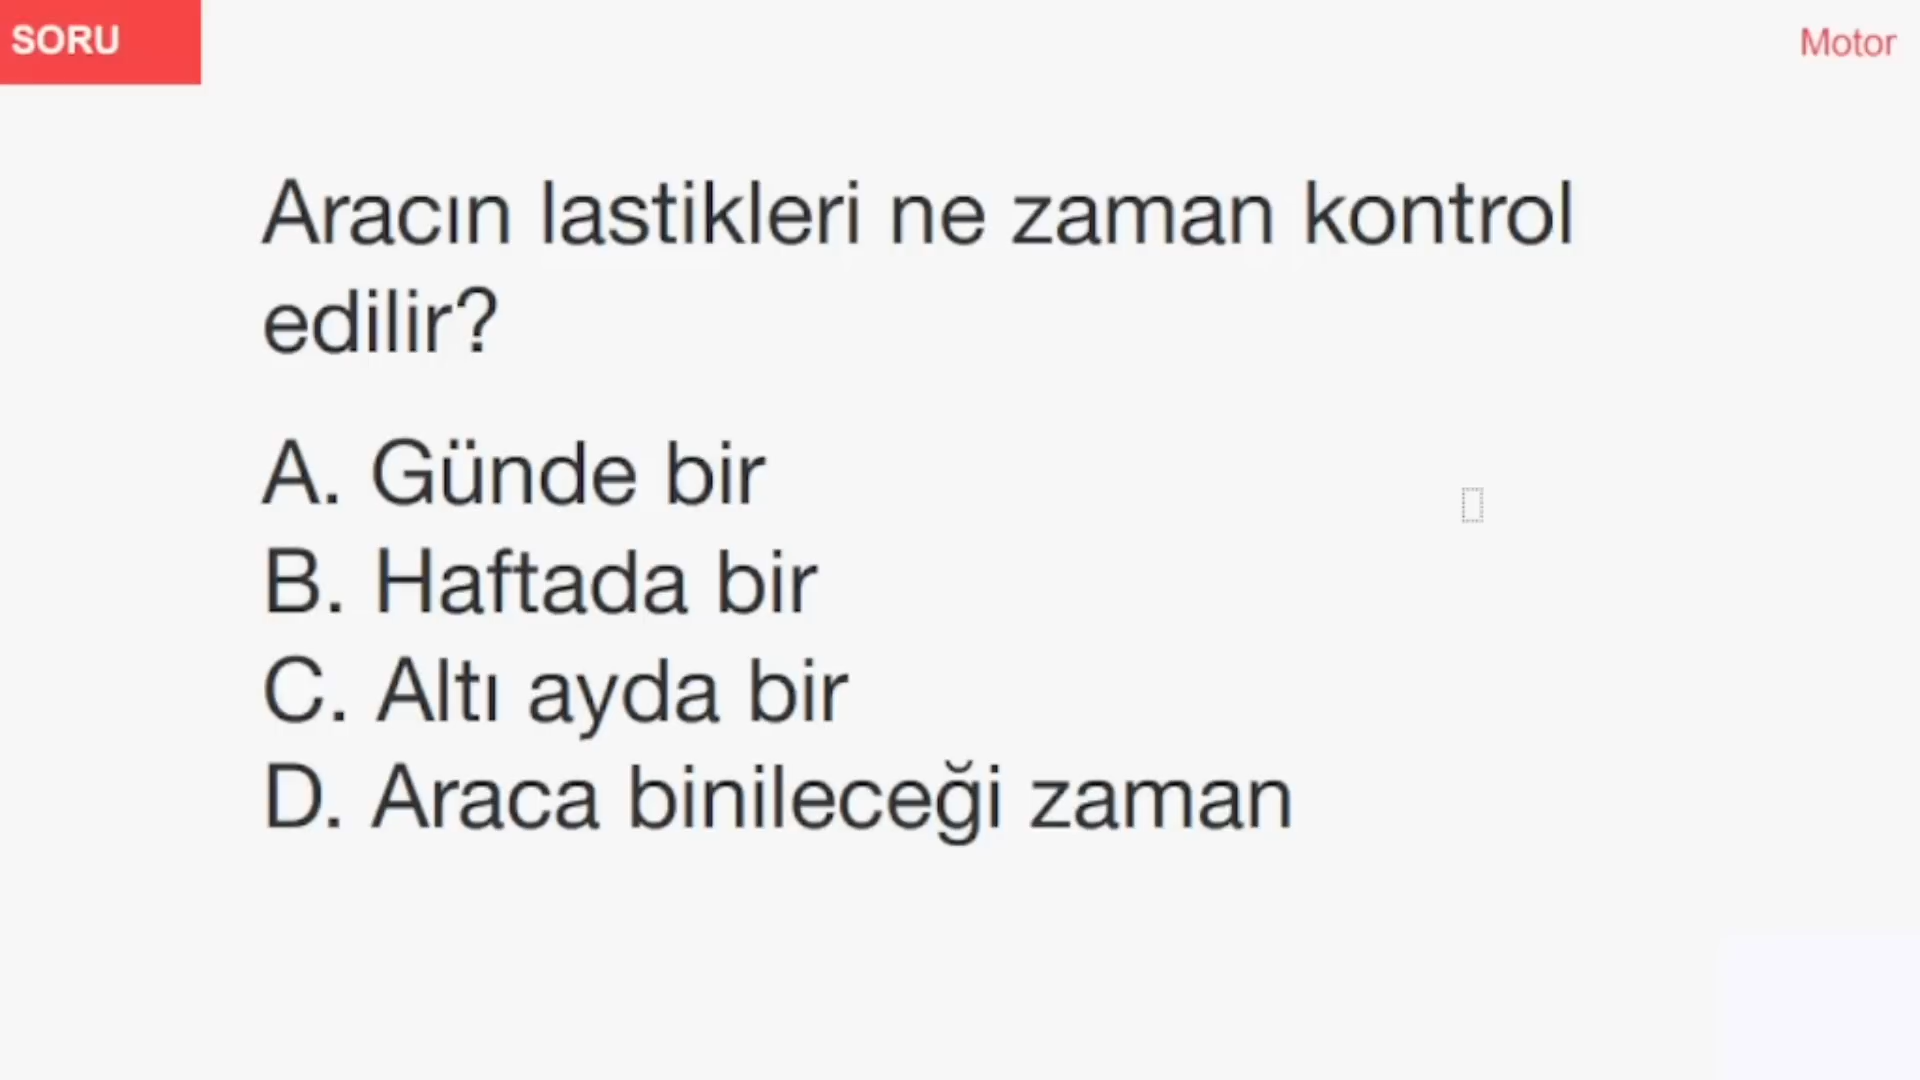 SORU
Motor
Aracın lastikleri ne zaman kontrol
edilir?
A. Günde bir
B. Haftada bir
C. Altı ayda bir
D. Araca binileceği zaman